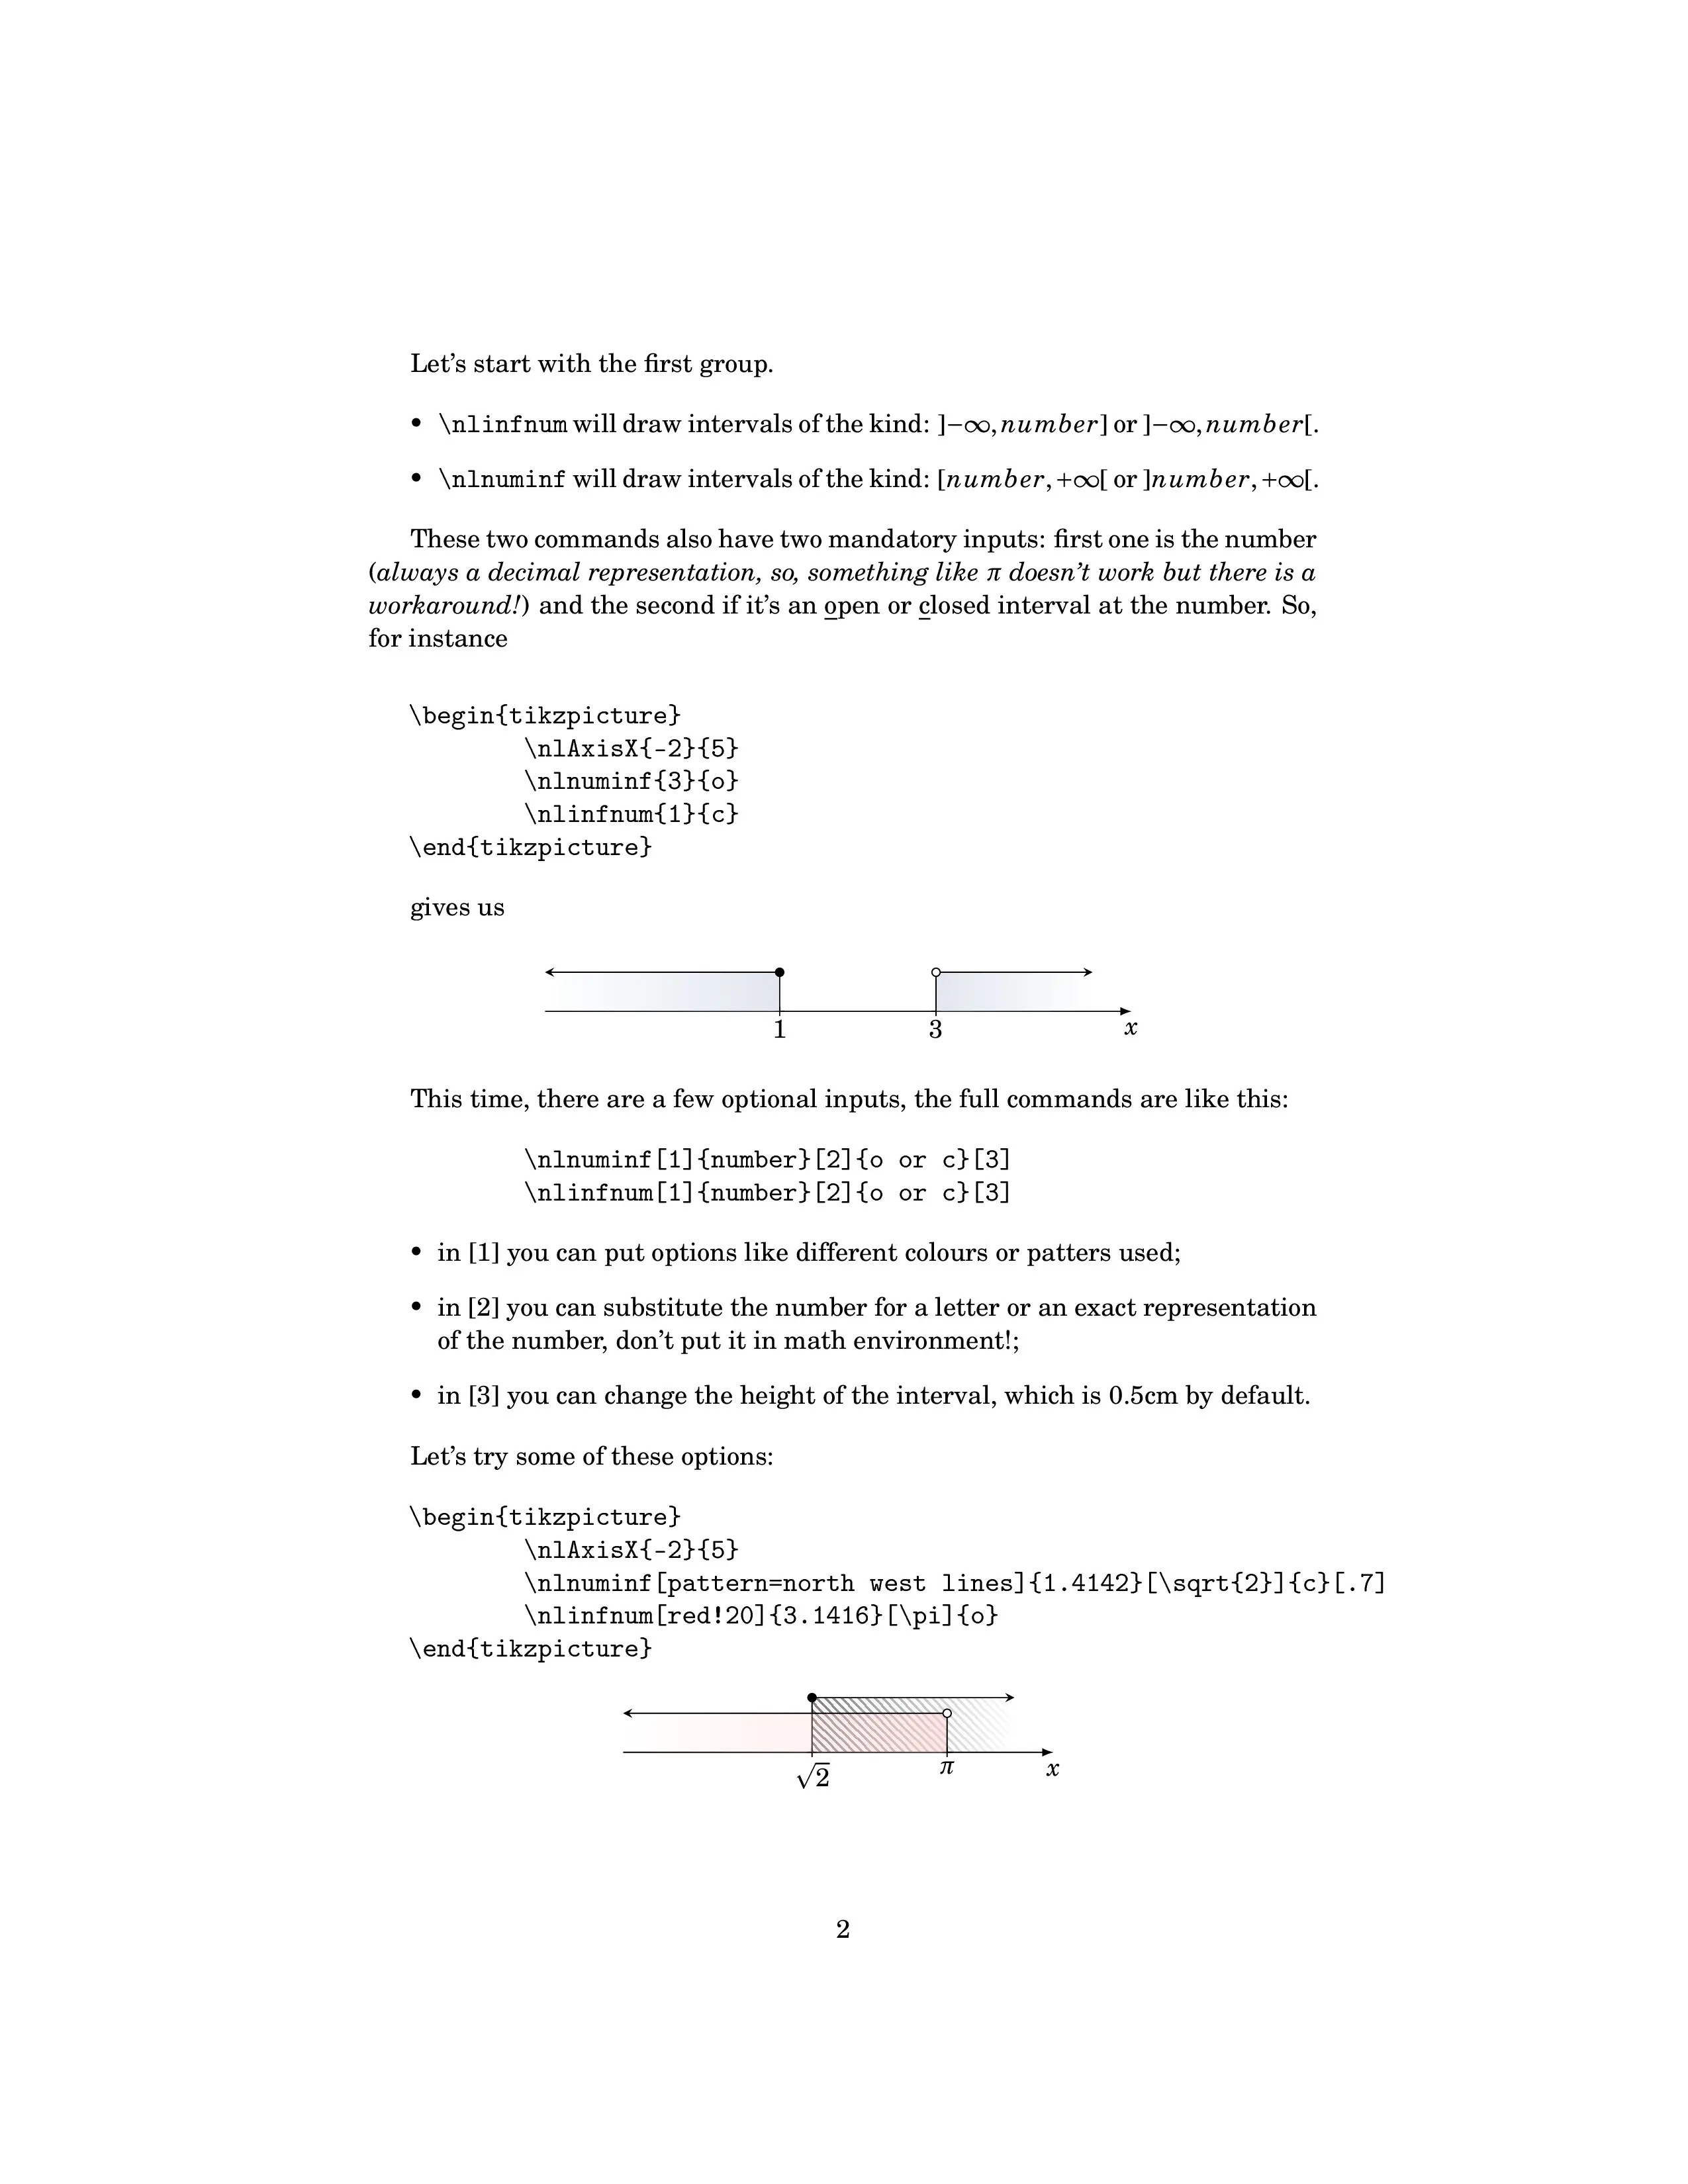 Let’s start with the first group.
• \nlinfnum will draw intervals of the kind: ]−∞,number] or ]−∞,number[.
• \nlnuminf will draw intervals of the kind: [number,+∞[ or ]number,+∞[.
These two commands also have two mandatory inputs: first one is the number
(always a decimal representation, so, something like π doesn’t work but there is a
workaround!) and the second if it’s an open or closed interval at the number. So,
for instance
\begin{tikzpicture}
\nlAxisX{-2}{5}
\nlnuminf{3}{o}
\nlinfnum{1}{c}
\end{tikzpicture}
gives us
1 3 x
This time, there are a few optional inputs, the full commands are like this:
\nlnuminf[1]{number}[2]{o or c}[3]
\nlinfnum[1]{number}[2]{o or c}[3]
• in [1] you can put options like different colours or patters used;
• in [2] you can substitute the number for a letter or an exact representation
of the number, don’t put it in math environment!;
• in [3] you can change the height of the interval, which is 0.5cm by default.
Let’s try some of these options:
\begin{tikzpicture}
\nlAxisX{-2}{5}
\nlnuminf[pattern=north west lines]{1.4142}[\sqrt{2}]{c}[.7]
\nlinfnum[red!20]{3.1416}[\pi]{o}
\end{tikzpicture}
√2 π x
2